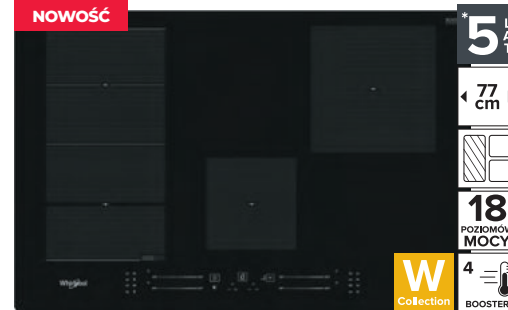 NOWOŚĆ
*5
77
cm
18
POZIOMÓW
MOCY
Whirlpool
W
Collection
4
BOOSTER